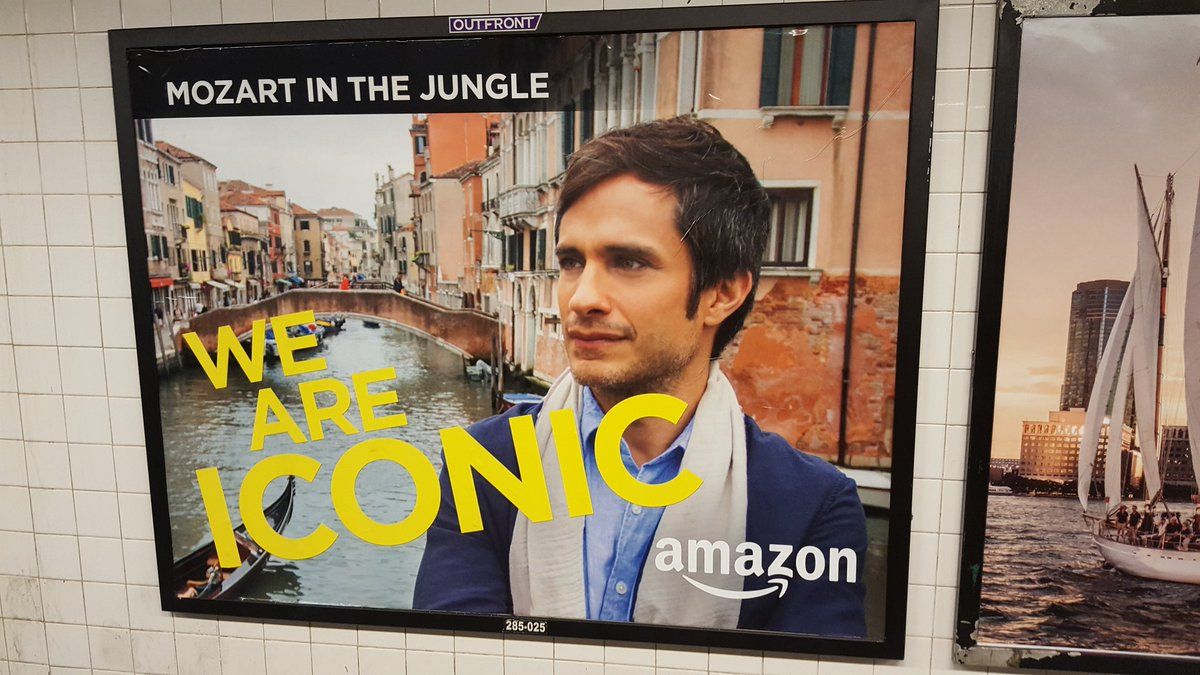 OUTFRONT
MOZART IN THE JUNGLE
WE
ARE
ICONIC
amazon
285-025